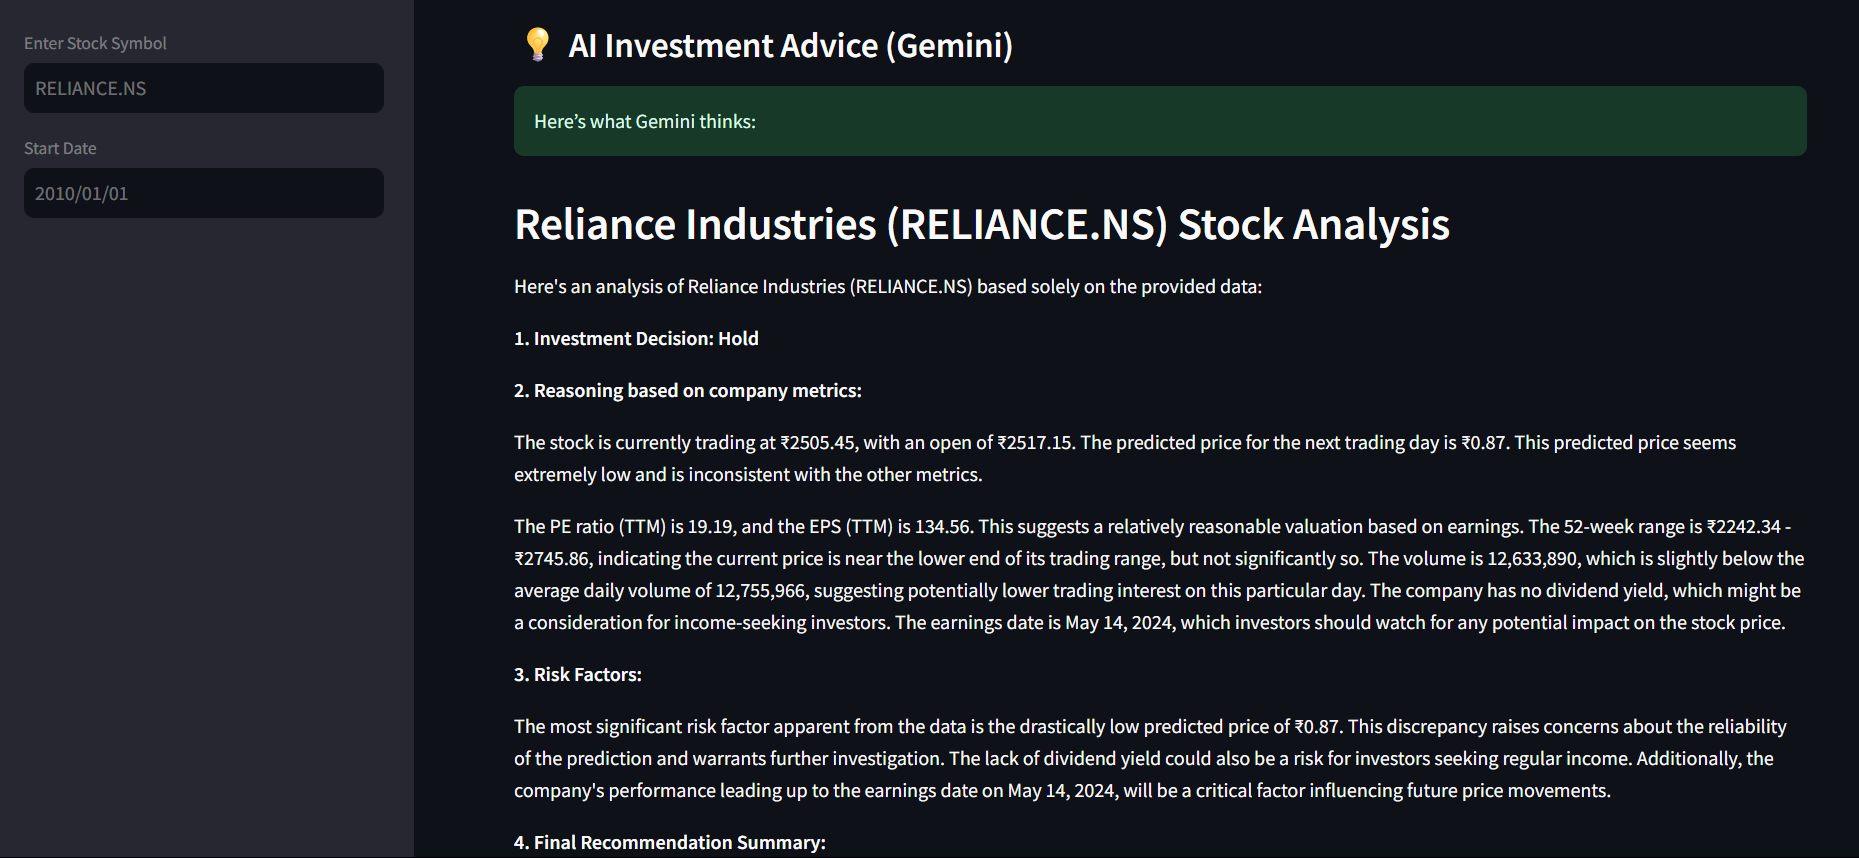 Enter Stock Symbol
RELIANCE.NS
Start Date
2010/01/01
AI Investment Advice (Gemini)
Here’s what Gemini thinks:
Reliance Industries (RELIANCE.NS) Stock Analysis
Here's an analysis of Reliance Industries (RELIANCE.NS) based solely on the provided data:
1. Investment Decision: Hold
2. Reasoning based on company metrics:
The stock is currently trading at ₹2505.45, with an open of ₹2517.15. The predicted price for the next trading day is ₹0.87. This predicted price seems
extremely low and is inconsistent with the other metrics.
The PE ratio (TTM) is 19.19, and the EPS (TTM) is 134.56. This suggests a relatively reasonable valuation based on earnings. The 52-week range is ₹2242.34 -
₹2745.86, indicating the current price is near the lower end of its trading range, but not significantly so. The volume is 12,633,890, which is slightly below the
average daily volume of 12,755,966, suggesting potentially lower trading interest on this particular day. The company has no dividend yield, which might be
a consideration for income-seeking investors. The earnings date is May 14, 2024, which investors should watch for any potential impact on the stock price.
3. Risk Factors:
The most significant risk factor apparent from the data is the drastically low predicted price of ₹0.87. This discrepancy raises concerns about the reliability
of the prediction and warrants further investigation. The lack of dividend yield could also be a risk for investors seeking regular income. Additionally, the
company's performance leading up to the earnings date on May 14, 2024, will be a critical factor influencing future price movements.
4. Final Recommendation Summary: